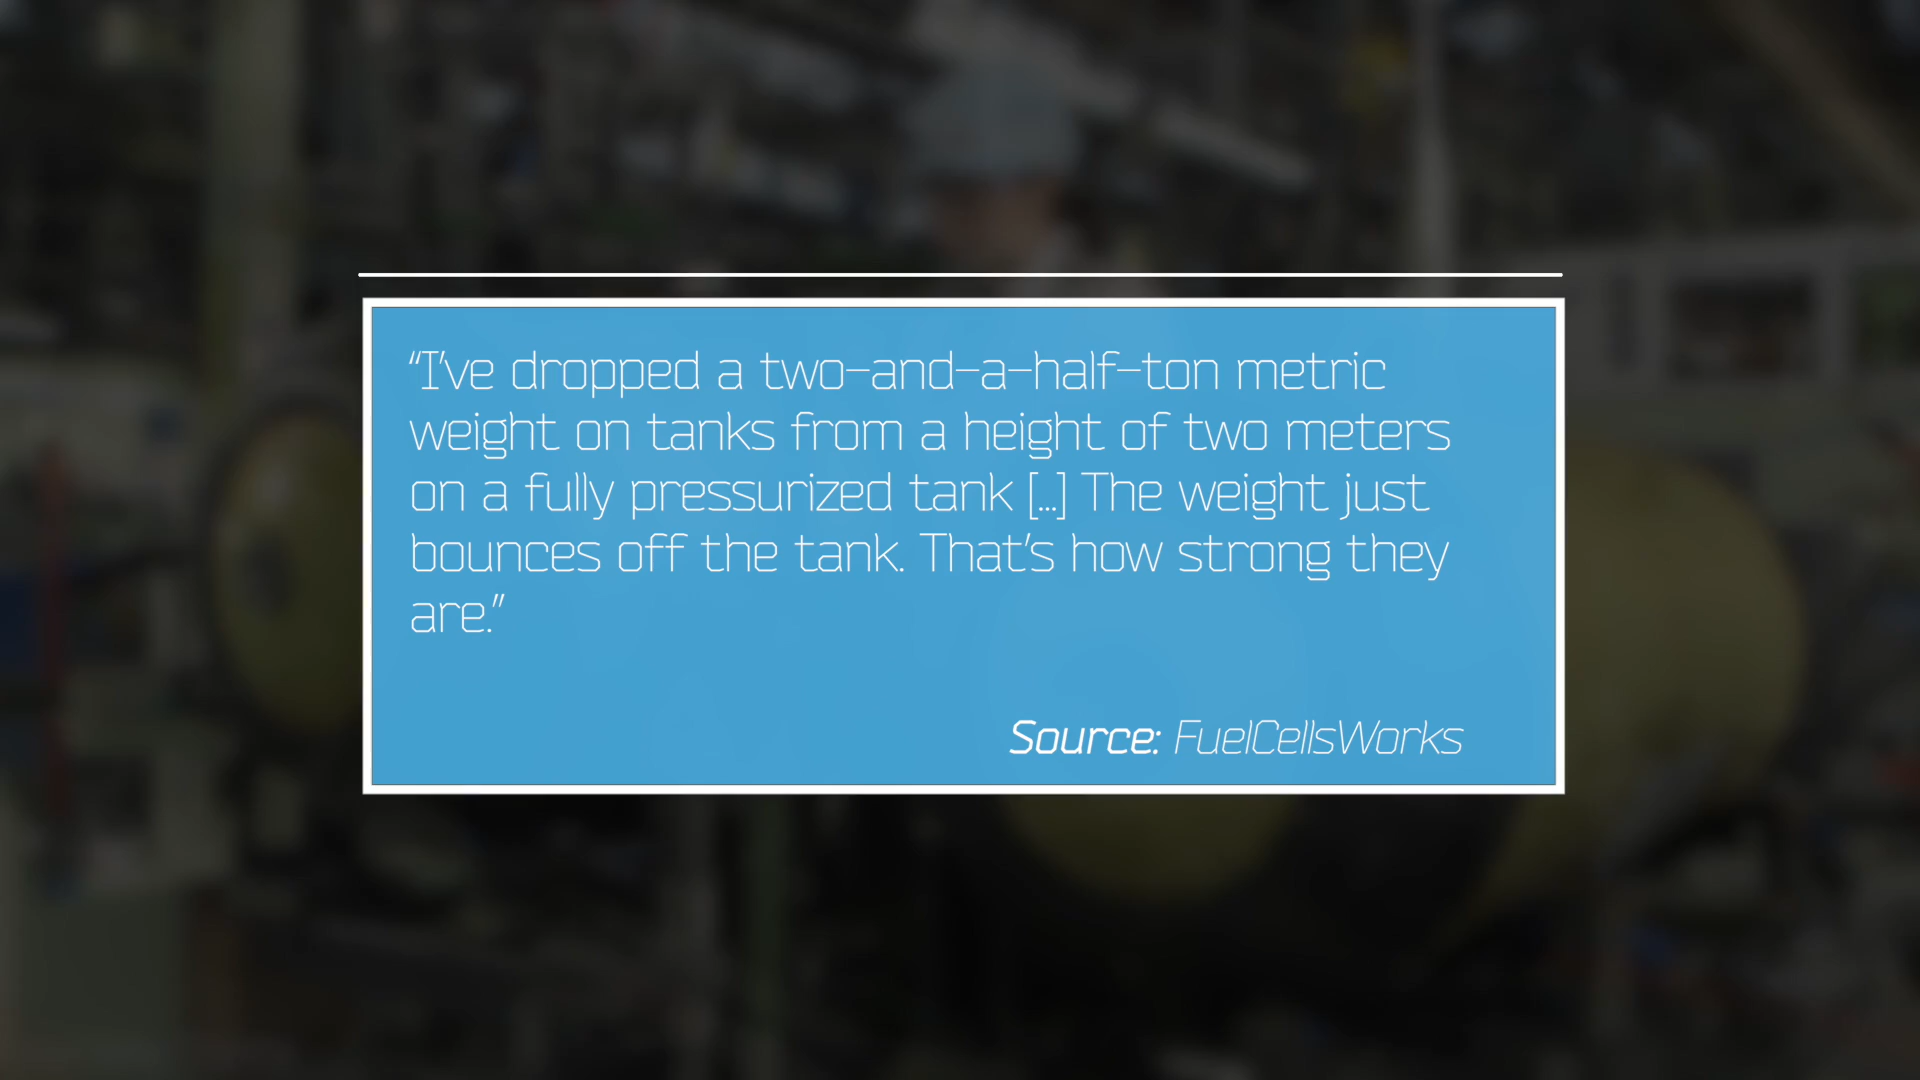 “I’ve dropped a two-and-a-half-ton metric
weight on tanks from a height of two meters
on a fully pressurized tank [...] The weight just
bounces off the tank. That’s how strong they
are.”
Source: FuelCellsWorks